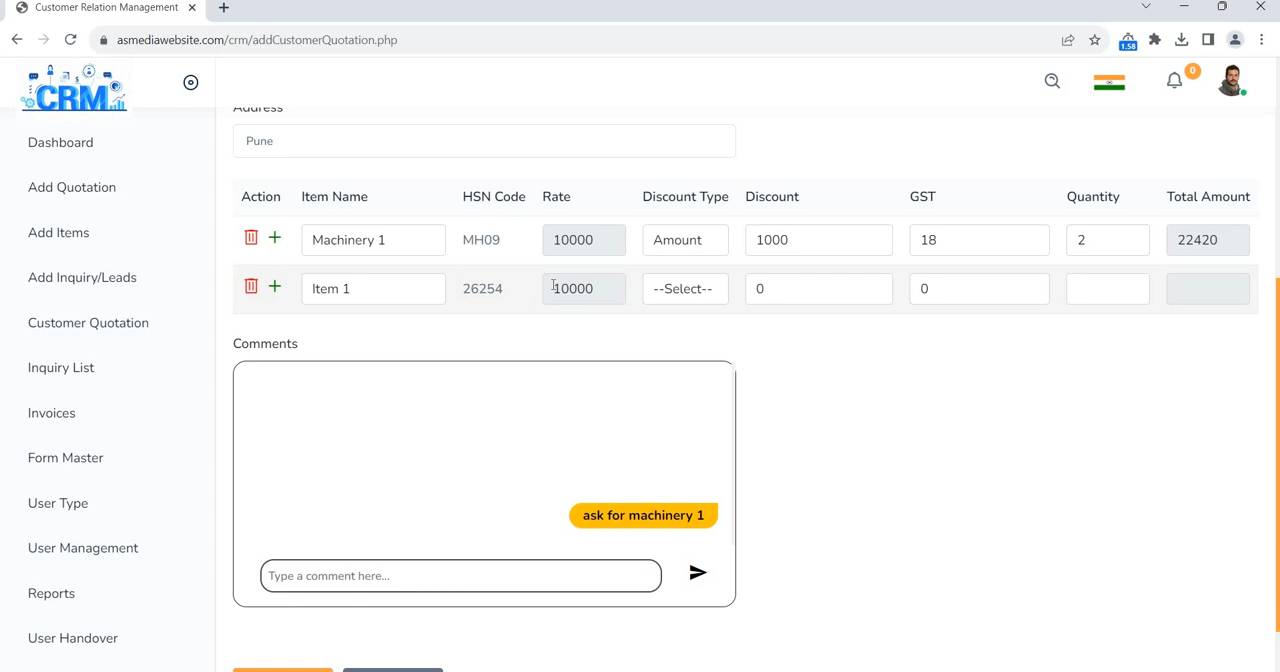 Customer Relation Management
asmediawebsite.com/crm/addCustomerQuotation.php
1.58
CRM
0
Dashboard
Add Quotation
Add Items
Add Inquiry/Leads
Customer Quotation
Inquiry List
Invoices
Form Master
User Type
User Management
Reports
User Handover
Address
Pune
Action Item Name HSN Code Rate Discount Type Discount GST Quantity Total Amount
Machinery 1 MH09 10000 Amount 1000 18 2 22420
Item 1 26254 10000 --Select-- 0 0
Comments
ask for machinery 1
Type a comment here...